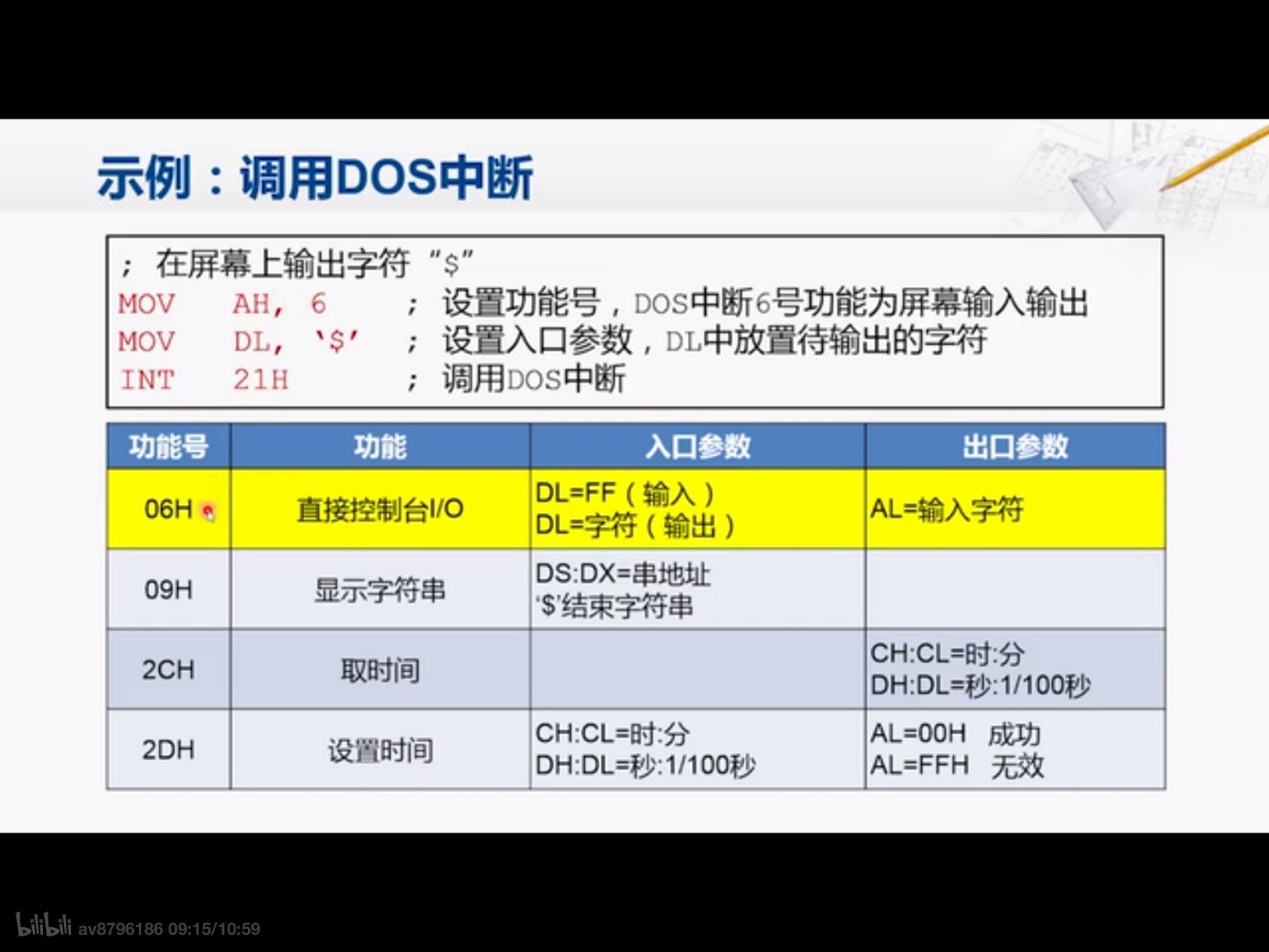 示例：调用DOS中断
; 在屏幕上输出字符 “$”
MOV AH, 6 ; 设置功能号，DOS中断6号功能为屏幕输入输出
MOV DL, ‘$’ ; 设置入口参数，DL中放置待输出的字符
INT 21H ; 调用DOS中断
功能号 功能 入口参数 出口参数
06H 直接控制台I/O DL=FF（输入） AL=输入字符
DL=字符（输出）
09H 显示字符串 DS:DX=串地址
‘$’结束字符串
2CH 取时间 CH:CL=时:分
DH:DL=秒:1/100秒
2DH 设置时间 CH:CL=时:分 AL=00H 成功
DH:DL=秒:1/100秒 AL=FFH 无效
bilibili av8796186 09:15/10:59